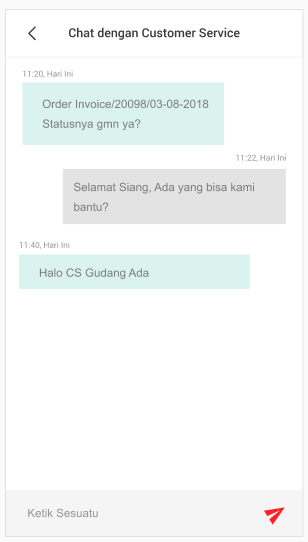 Chat dengan Customer Service
11:20, Hari Ini
Order Invoice/20098/03-08-2018
Statusnya gmn ya?
11:22, Hari Ini
Selamat Siang, Ada yang bisa kami
bantu?
11:40, Hari Ini
Halo CS Gudang Ada
Ketik Sesuatu